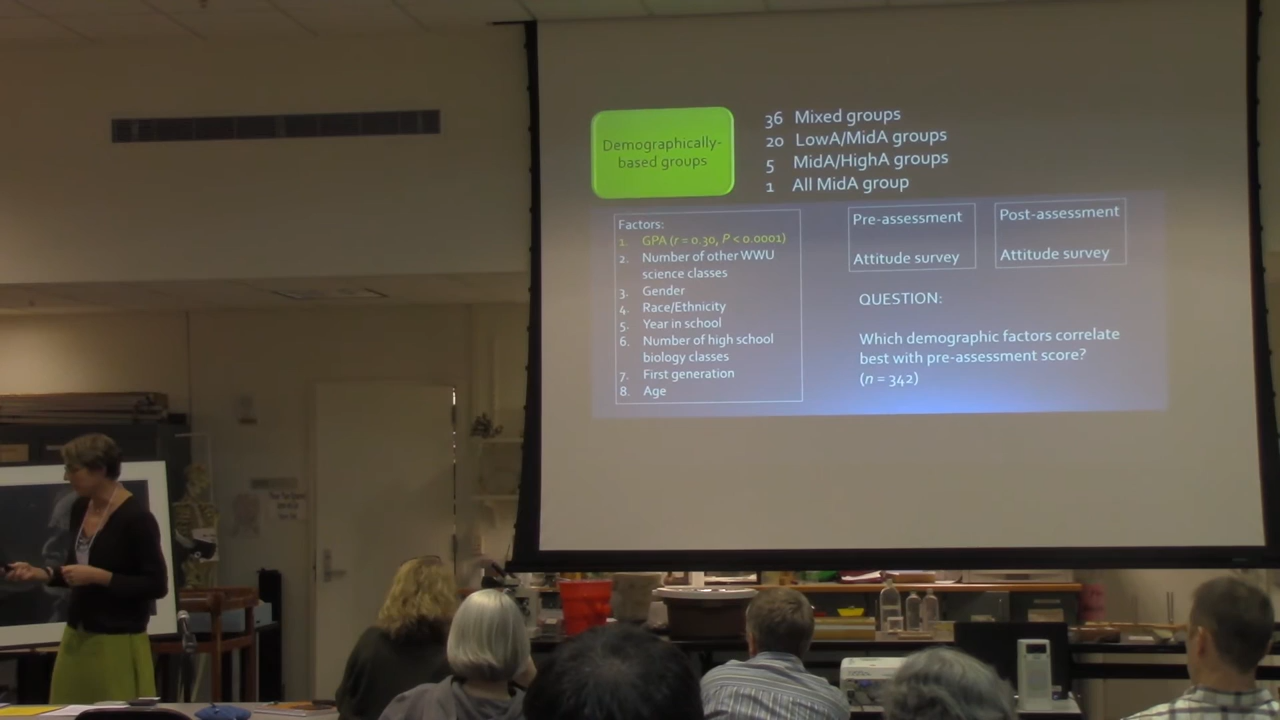 Demographically-
based groups
36 Mixed groups
20 LowA/MidA groups
5 MidA/HighA groups
1 All MidA group
Factors:
1. GPA (r = 0.30, P < 0.0001)
2. Number of other WWU
science classes
3. Gender
4. Race/Ethnicity
5. Year in school
6. Number of high school
biology classes
7. First generation
8. Age
Pre-assessment
Attitude survey
Post-assessment
Attitude survey
QUESTION:
Which demographic factors correlate
best with pre-assessment score?
(n = 342)